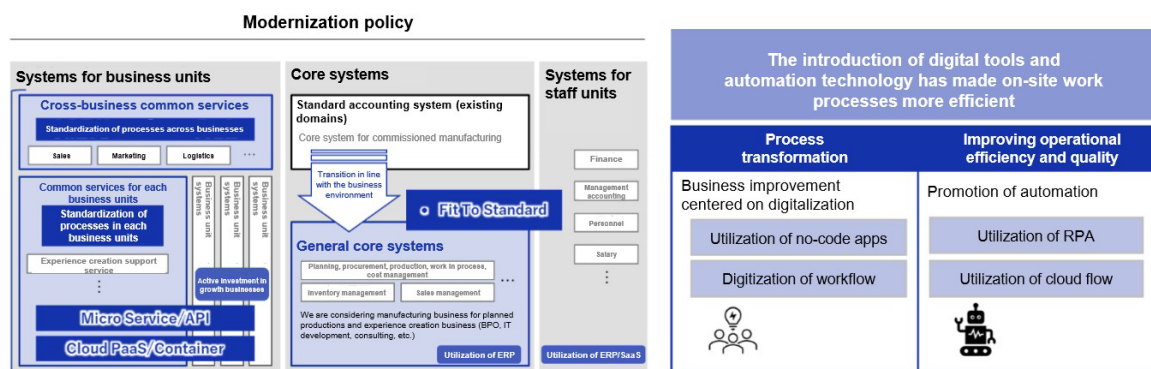 Modernization policy
Systems for business units
Cross-business common services
Standardization of processes across businesses
Sales
Marketing
Logistics
...
Common services for each
business units
Standardization of
processes in each
business units
Experience creation support
service
Business unit
systems
Business unit
systems
Business unit
systems
Active investment in
growth businesses
Micro Service/API
Cloud PaaS/Container
Core systems
Standard accounting system (existing
domains)
Core system for commissioned manufacturing
Transition in line
with the business
environment
Fit To Standard
General core systems
Planning, procurement, production, work in process,
cost management
Inventory management
Sales management
...
We are considering manufacturing business for planned
productions and experience creation business (BPO, IT
development, consulting, etc.)
Utilization of ERP
Systems for
staff units
Finance
Management
accounting
Personnel
Salary
Utilization of ERP/SaaS
The introduction of digital tools and
automation technology has made on-site work
processes more efficient
Process
transformation
Business improvement
centered on digitalization
Utilization of no-code apps
Digitization of workflow
Improving operational
efficiency and quality
Promotion of automation
Utilization of RPA
Utilization of cloud flow